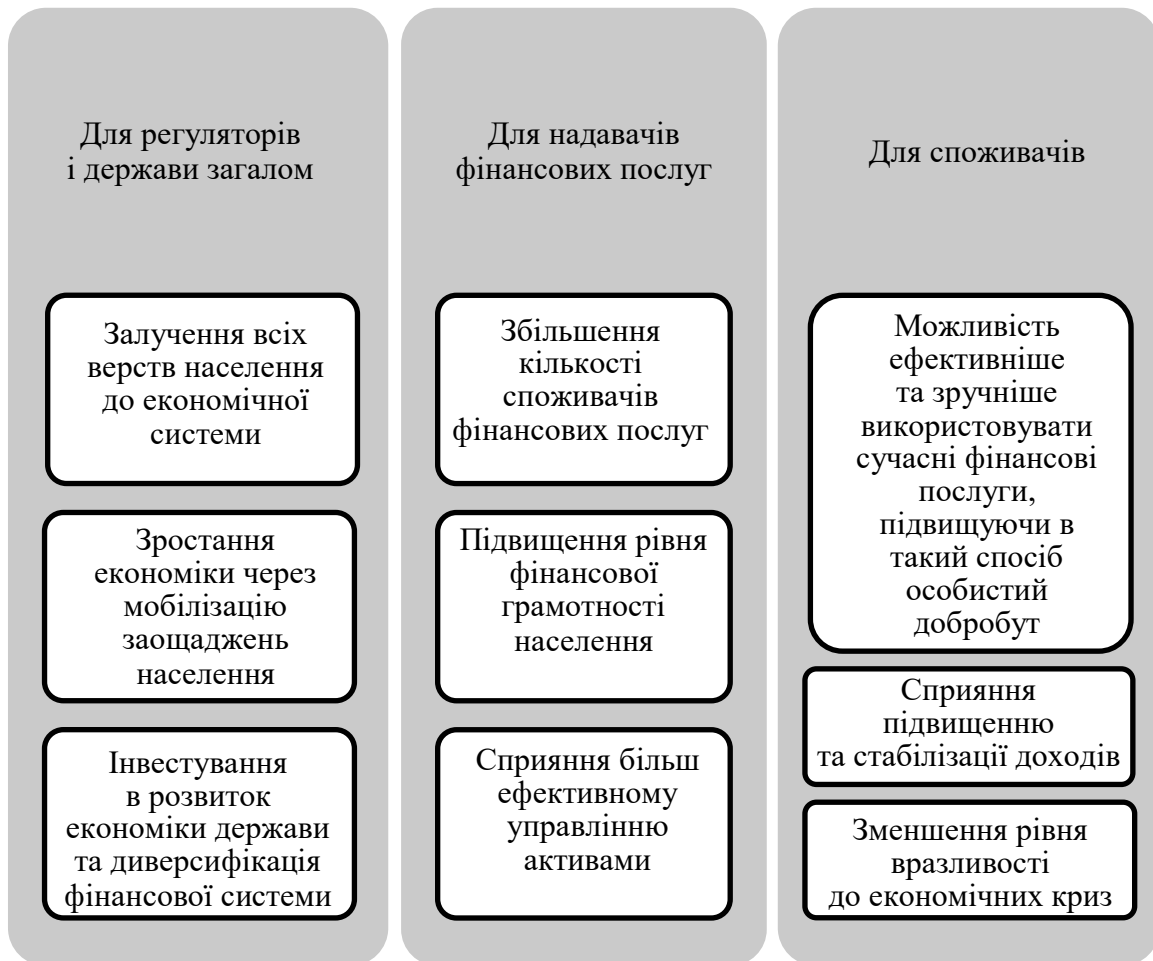 Для регуляторів
і держави загалом
Залучення всіх
верств населення
до економічної
системи
Зростання
економіки через
мобілізацію
заощаджень
населення
Інвестування
в розвиток
економіки держави
та диверсифікація
фінансової системи
Для надавачів
фінансових послуг
Збільшення
кількості
споживачів
фінансових послуг
Підвищення рівня
фінансової
грамотності
населення
Сприяння більш
ефективному
управлінню
активами
Для споживачів
Можливість
ефективніше
та зручніше
використовувати
сучасні фінансові
послуги,
підвищуючи в
такий спосіб
особистий
добробут
Сприяння
підвищенню
та стабілізації доходів
Зменшення рівня
вразливості
до економічних криз